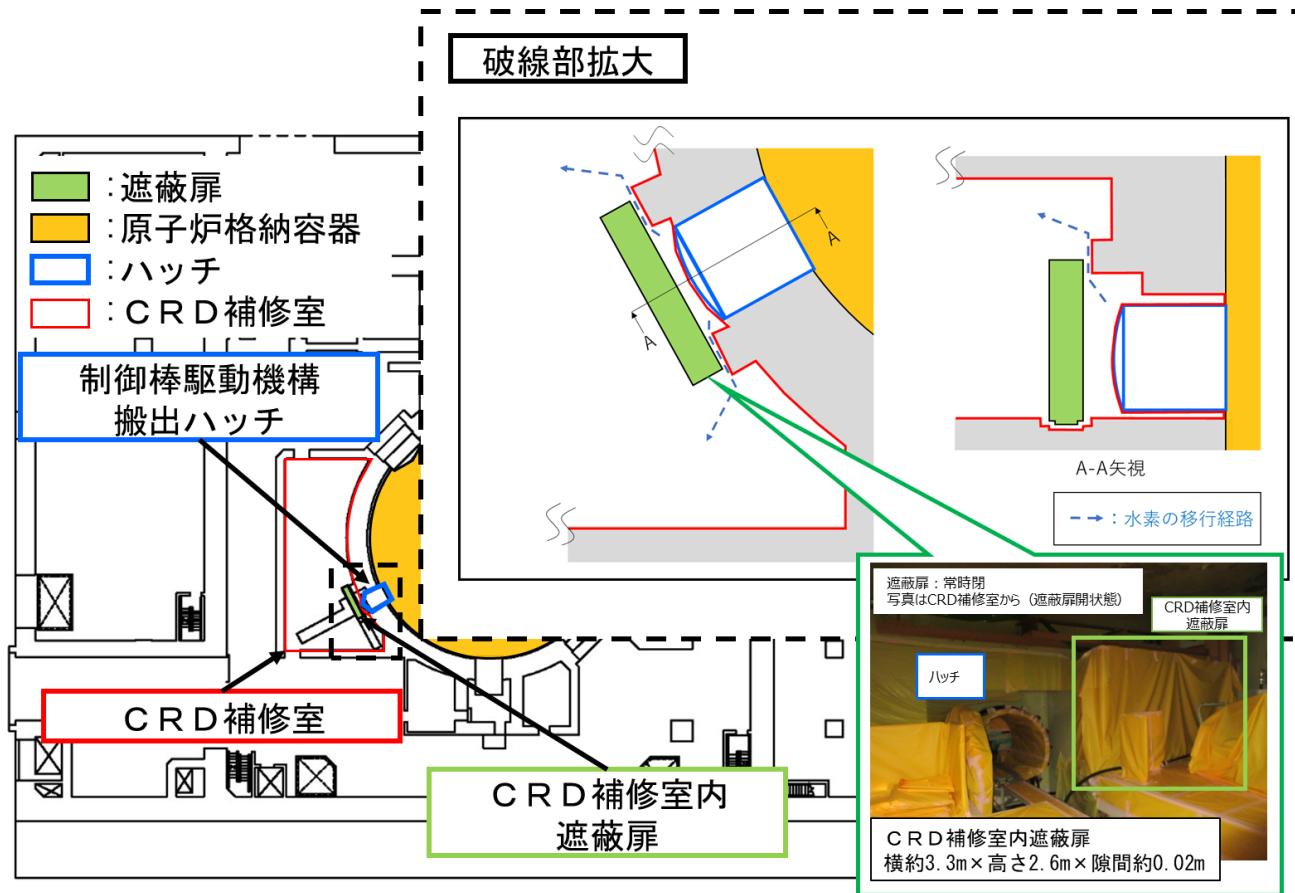 破線部拡大
:遮蔽扉
:原子炉格納容器
:ハッチ
:ＣＲＤ補修室
制御棒駆動機構
搬出ハッチ
ＣＲＤ補修室
ＣＲＤ補修室内
遮蔽扉
A
A
A-A矢視
:水素の移行経路
遮蔽扉：常時閉
写真はCRD補修室から（遮蔽扉開状態）
CRD補修室内
遮蔽扉
ハッチ
ＣＲＤ補修室内遮蔽扉
横約3.3m×高さ2.6m×隙間約0.02m